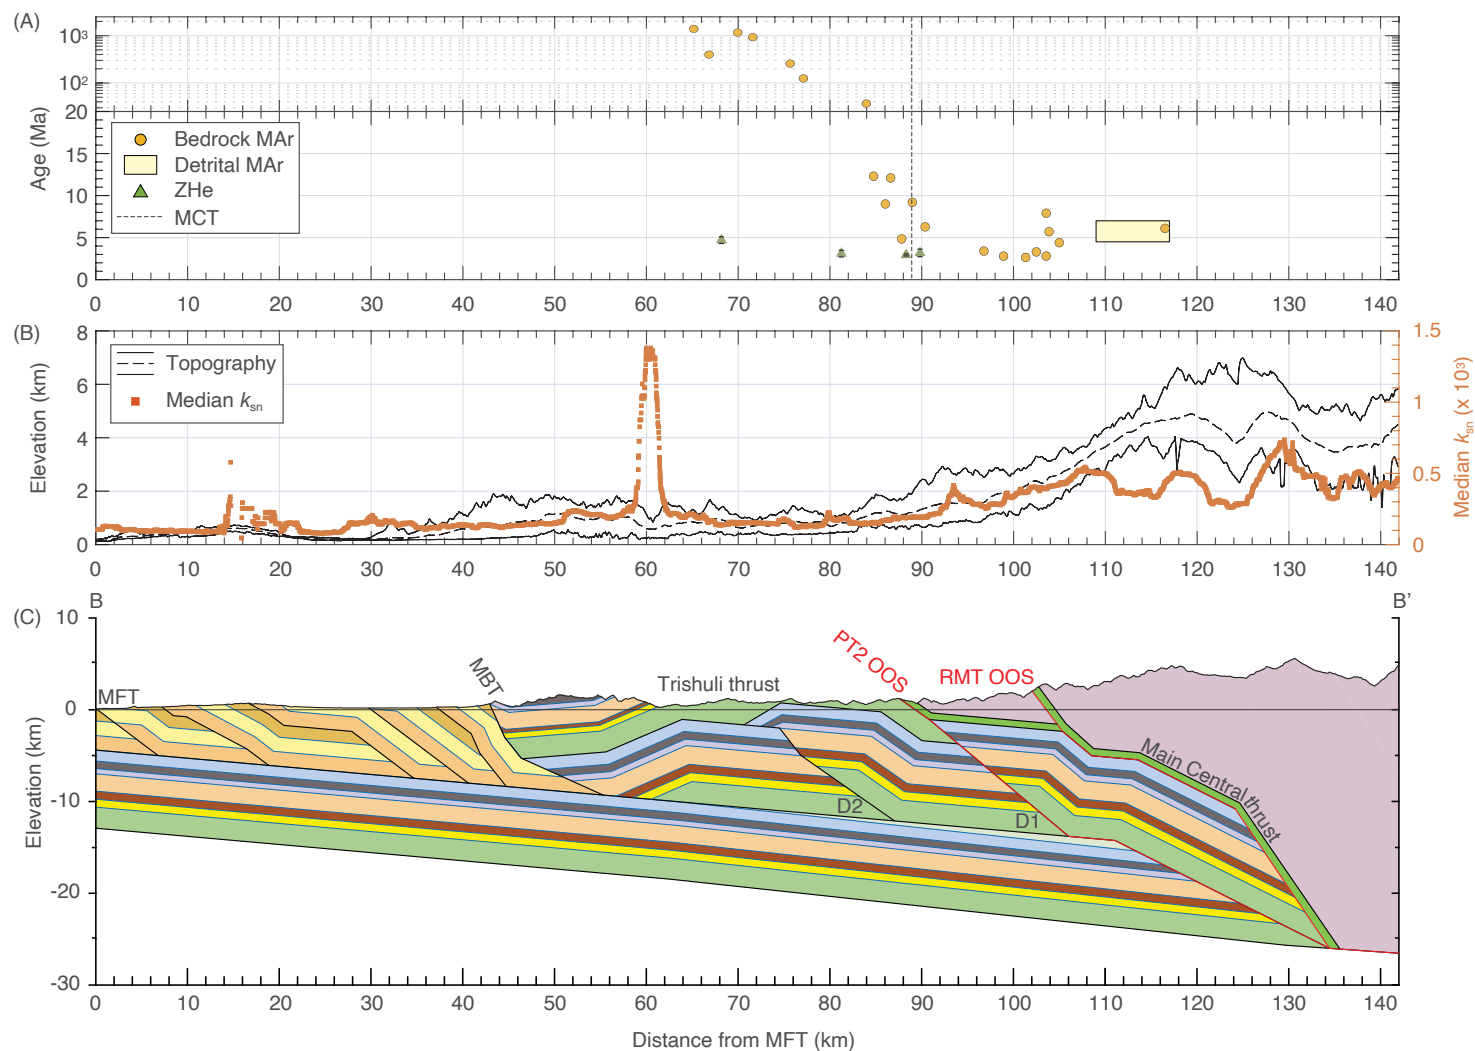 (A)
10³
10²
20
15
10
5
0
Age (Ma)
Bedrock MAr
Detrital MAr
ZHe
MCT
0 10 20 30 40 50 60 70 80 90 100 110 120 130 140
(B)
8
6
4
2
0
Elevation (km)
Topography
Median ksn
1.5
1
0.5
0
Median ksn (x 10³)
0 10 20 30 40 50 60 70 80 90 100 110 120 130 140
B B'
(C)
10
0
-10
-20
-30
Elevation (km)
MFT
MBT
Trishuli thrust
PT2 OOS
RMT OOS
Main Central thrust
D2
D1
0 10 20 30 40 50 60 70 80 90 100 110 120 130 140
Distance from MFT (km)